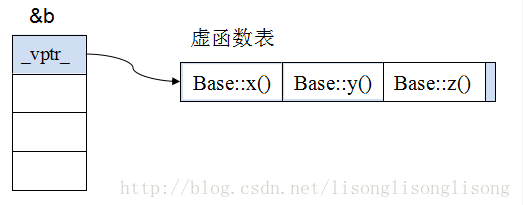 &b
虚函数表
_vptr_
Base::x() Base::y() Base::z()
http://blog.csdn.net/lisonglisonglisong